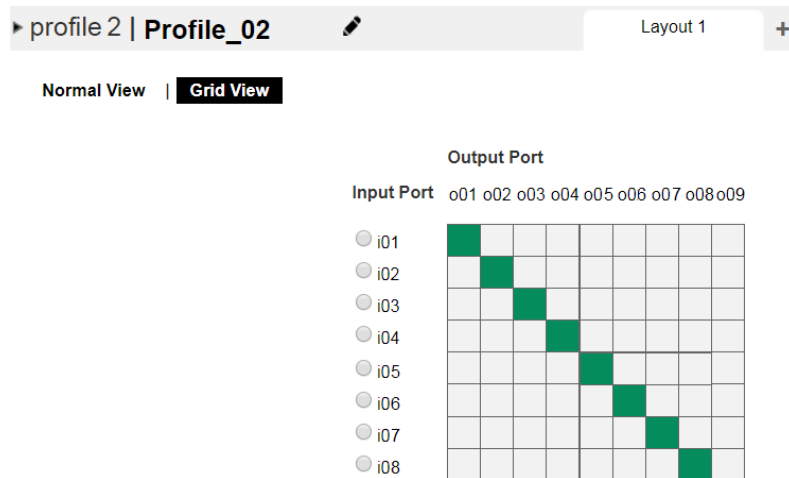 profile 2 | Profile_02
Layout 1 +
Normal View | Grid View
Output Port
Input Port o01 o02 o03 o04 o05 o06 o07 o08 o09
i01
i02
i03
i04
i05
i06
i07
i08